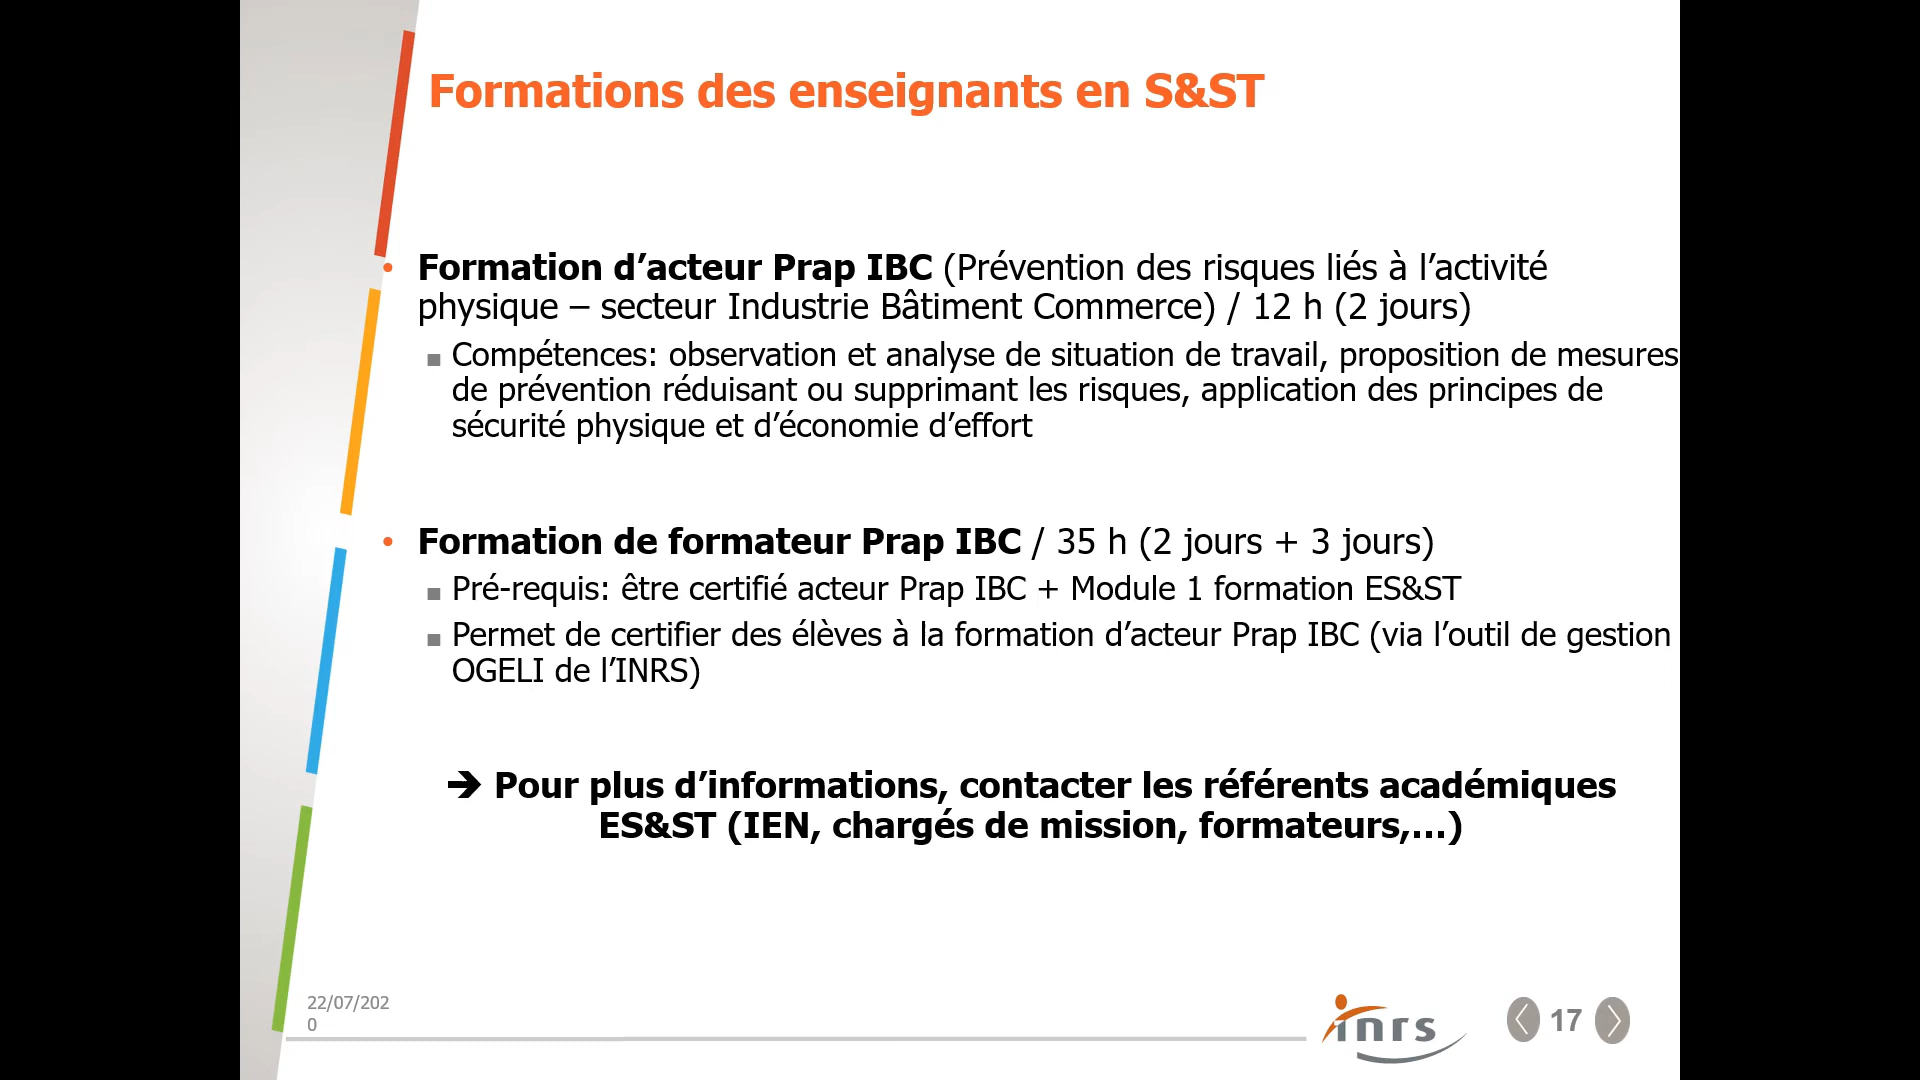 Formations des enseignants en S&ST
• Formation d’acteur Prap IBC (Prévention des risques liés à l’activité
physique – secteur Industrie Bâtiment Commerce) / 12 h (2 jours)
▪ Compétences: observation et analyse de situation de travail, proposition de mesures
de prévention réduisant ou supprimant les risques, application des principes de
sécurité physique et d’économie d’effort
• Formation de formateur Prap IBC / 35 h (2 jours + 3 jours)
▪ Pré-requis: être certifié acteur Prap IBC + Module 1 formation ES&ST
▪ Permet de certifier des élèves à la formation d’acteur Prap IBC (via l’outil de gestion
OGELI de l’INRS)
➔ Pour plus d’informations, contacter les référents académiques
ES&ST (IEN, chargés de mission, formateurs,…)
22/07/202
0
inrs
17